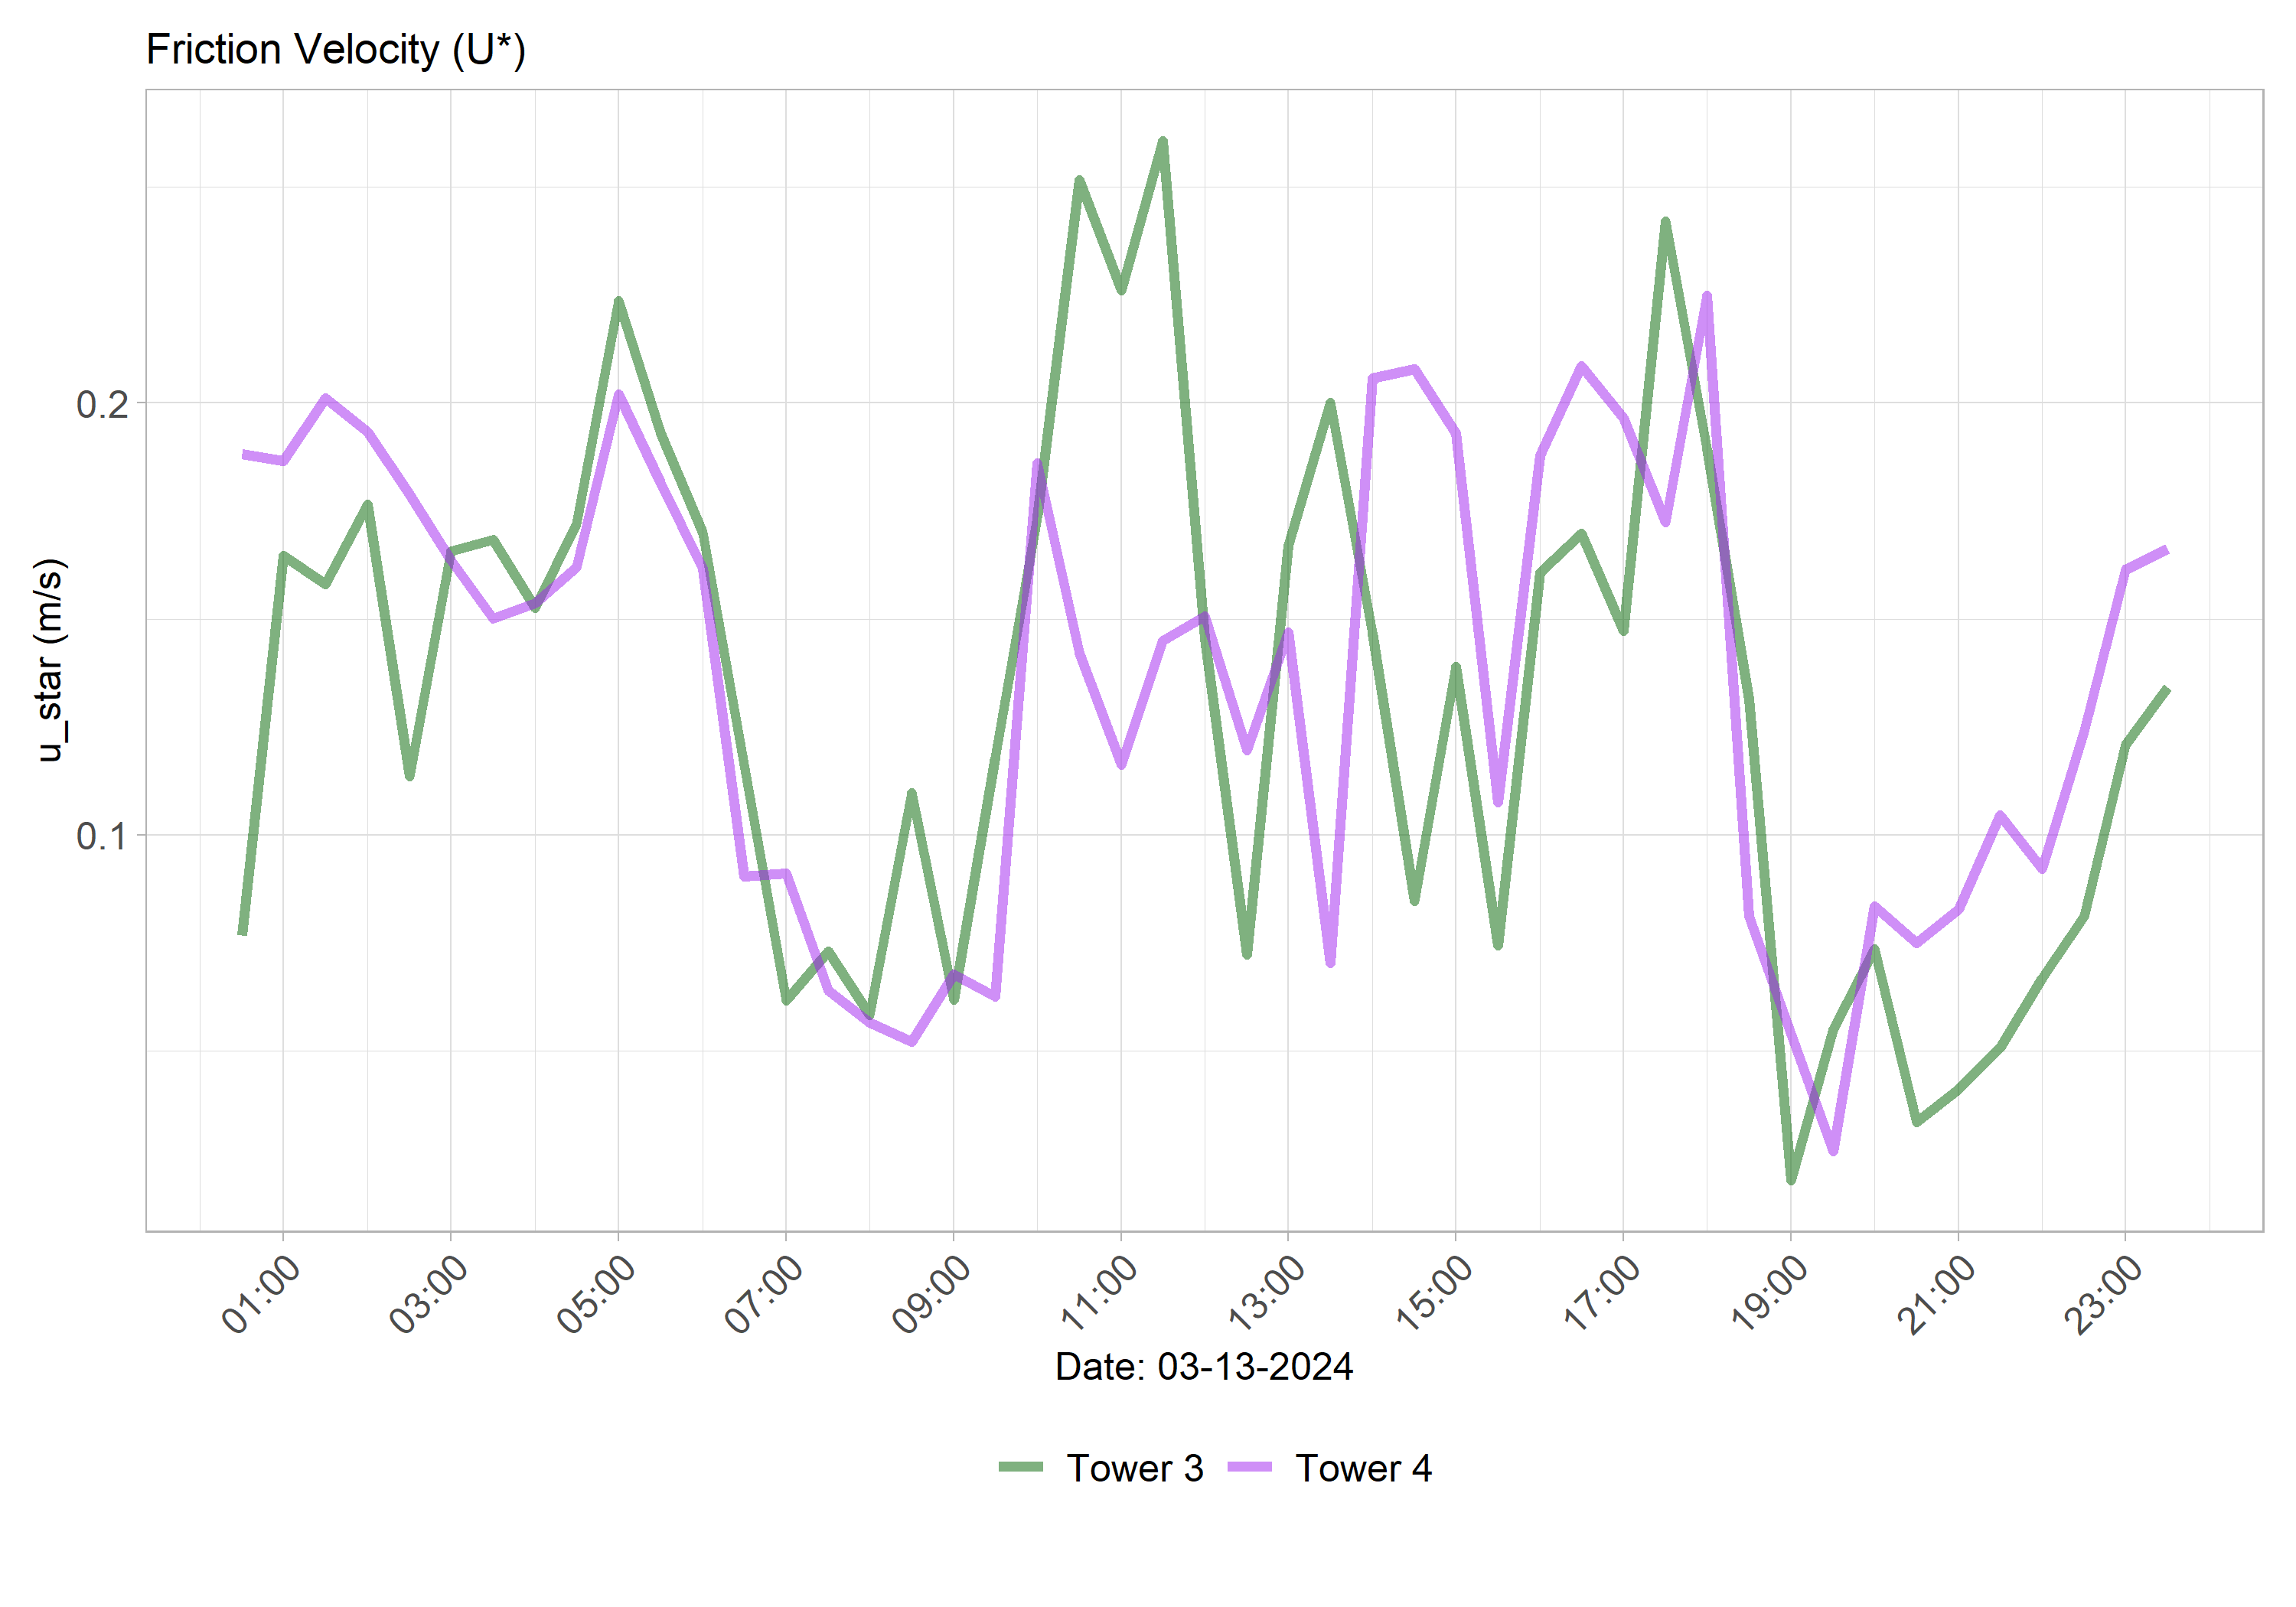 Friction Velocity (U*)
u_star (m/s)
0.2
0.1
01:00 03:00 05:00 07:00 09:00 11:00 13:00 15:00 17:00 19:00 21:00 23:00
Date: 03-13-2024
Tower 3 Tower 4